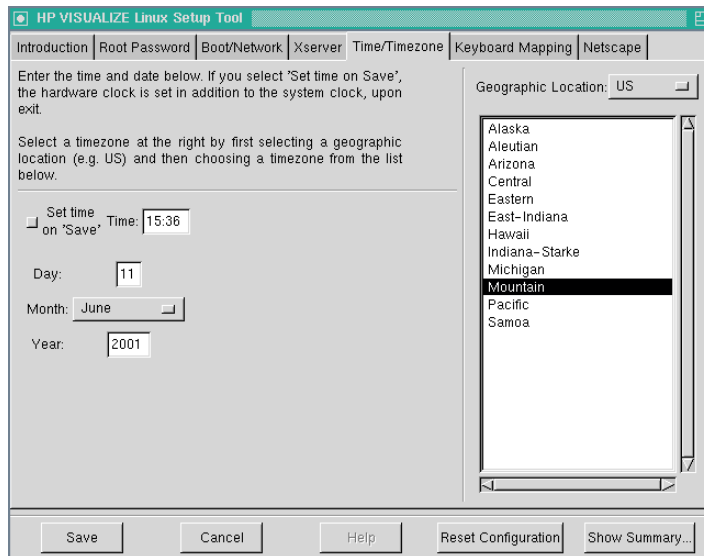 HP VISUALIZE Linux Setup Tool
Introduction Root Password Boot/Network Xserver Time/Timezone Keyboard Mapping Netscape
Enter the time and date below. If you select 'Set time on Save',
the hardware clock is set in addition to the system clock, upon
exit.
Select a timezone at the right by first selecting a geographic
location (e.g. US) and then choosing a timezone from the list
below.
Set time
on 'Save'
Time: 15:36
Day: 11
Month: June
Year: 2001
Geographic Location: US
Alaska
Aleutian
Arizona
Central
Eastern
East-Indiana
Hawaii
Indiana-Starke
Michigan
Mountain
Pacific
Samoa
Save Cancel Help Reset Configuration Show Summary...